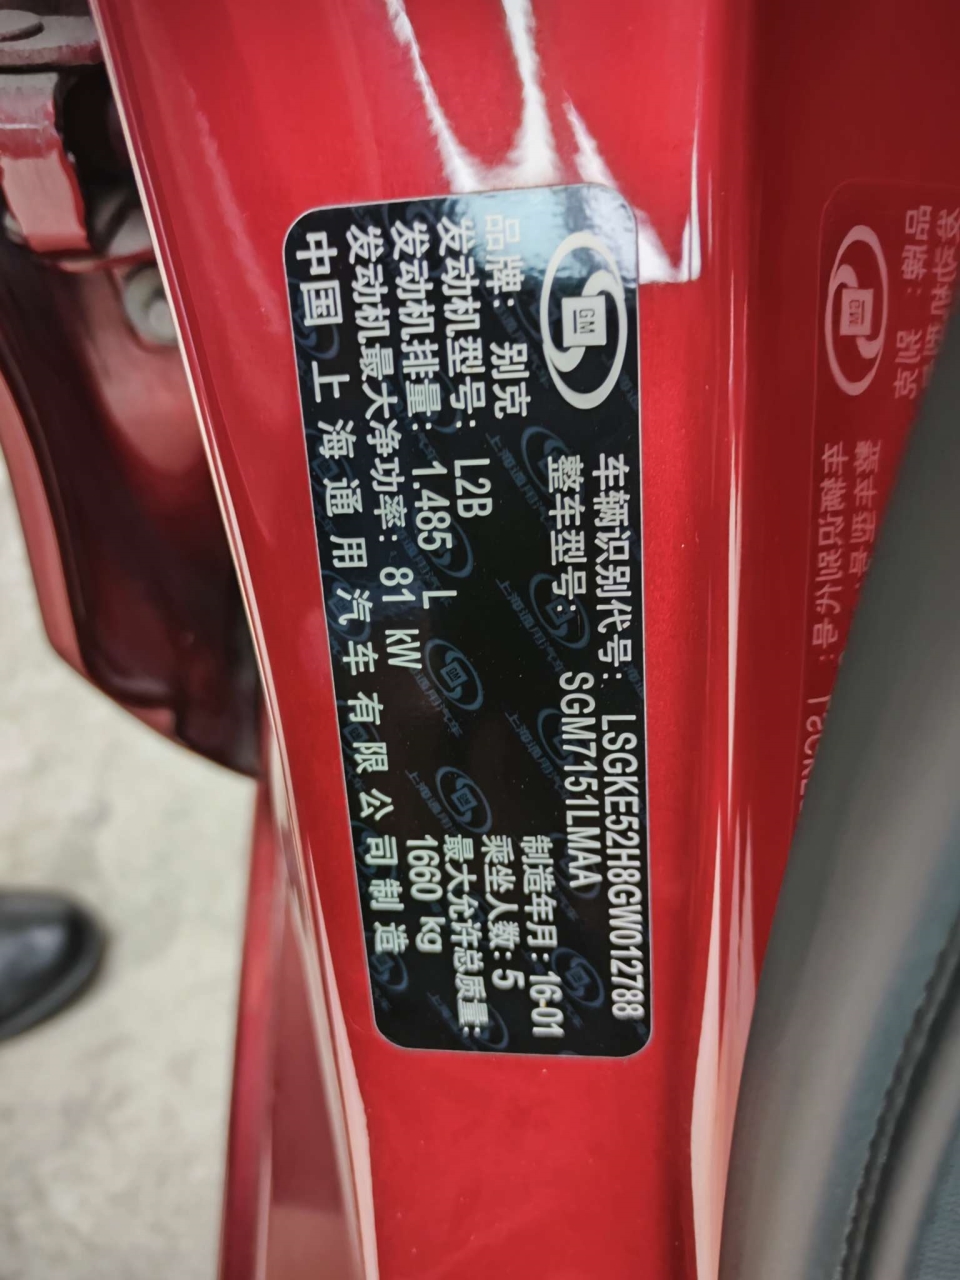 GM
车辆识别代号: LSGKE52H8GW012788
整车型号: SGM7151LMAA
品牌: 别克
制造年月: 16-01
发动机型号: L2B
乘坐人数: 5
发动机排量: 1.485 L
最大允许总质量:
发动机最大净功率: 81 kW
1660 kg
中国 上海通用汽车有限公司制造